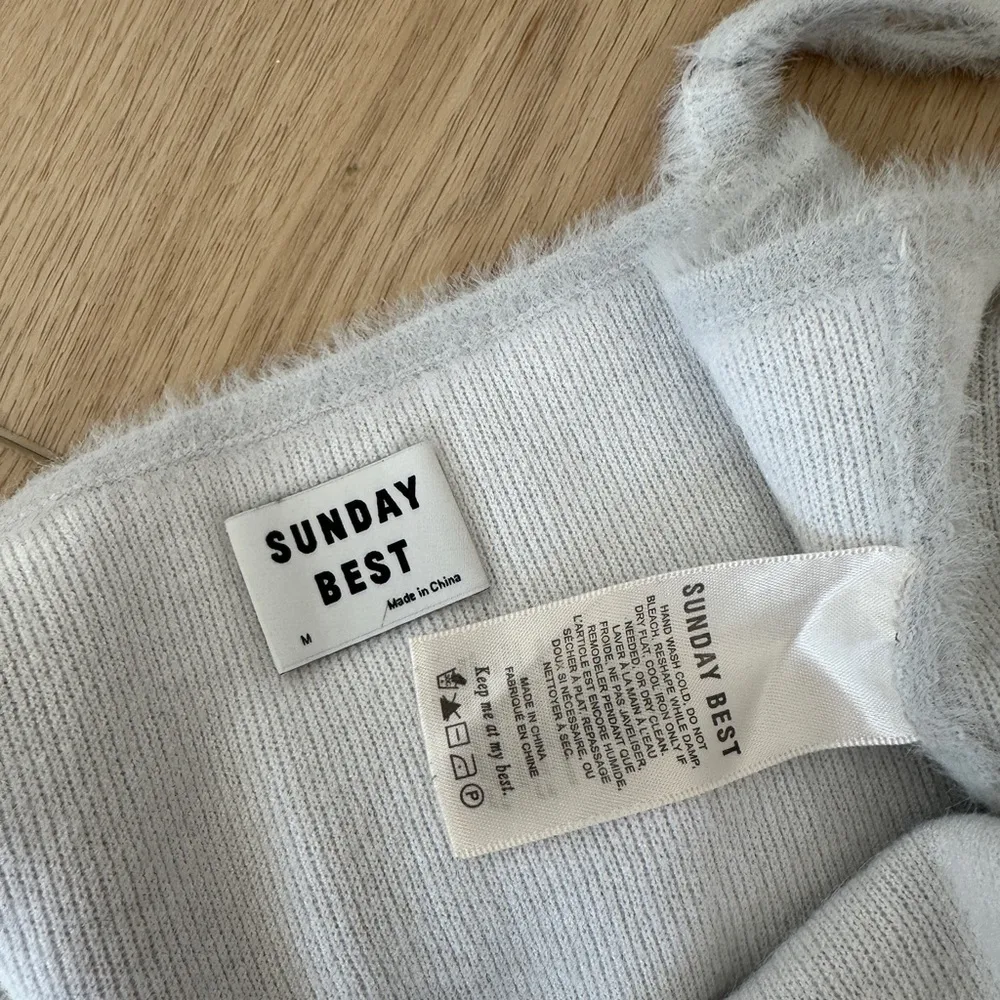 SUNDAY
BEST
Made in China
M
SUNDAY BEST
HAND WASH COLD. DO NOT
BLEACH, RESHAPE WHILE DAMP,
DRY FLAT, COOL IRON ONLY IF
NEEDED, OR DRY CLEAN.
LAVER À LA MAIN À L'EAU
FROIDE. NE PAS JAVELISER,
REMODELER PENDANT QUE
L'ARTICLE EST ENCORE HUMIDE,
SÉCHER À PLAT, REPASSAGE
DOUX SI NÉCESSAIRE, OU
NETTOYER À SEC.
MADE IN CHINA
FABRIQUÉ EN CHINE
Keep me at my best.
P